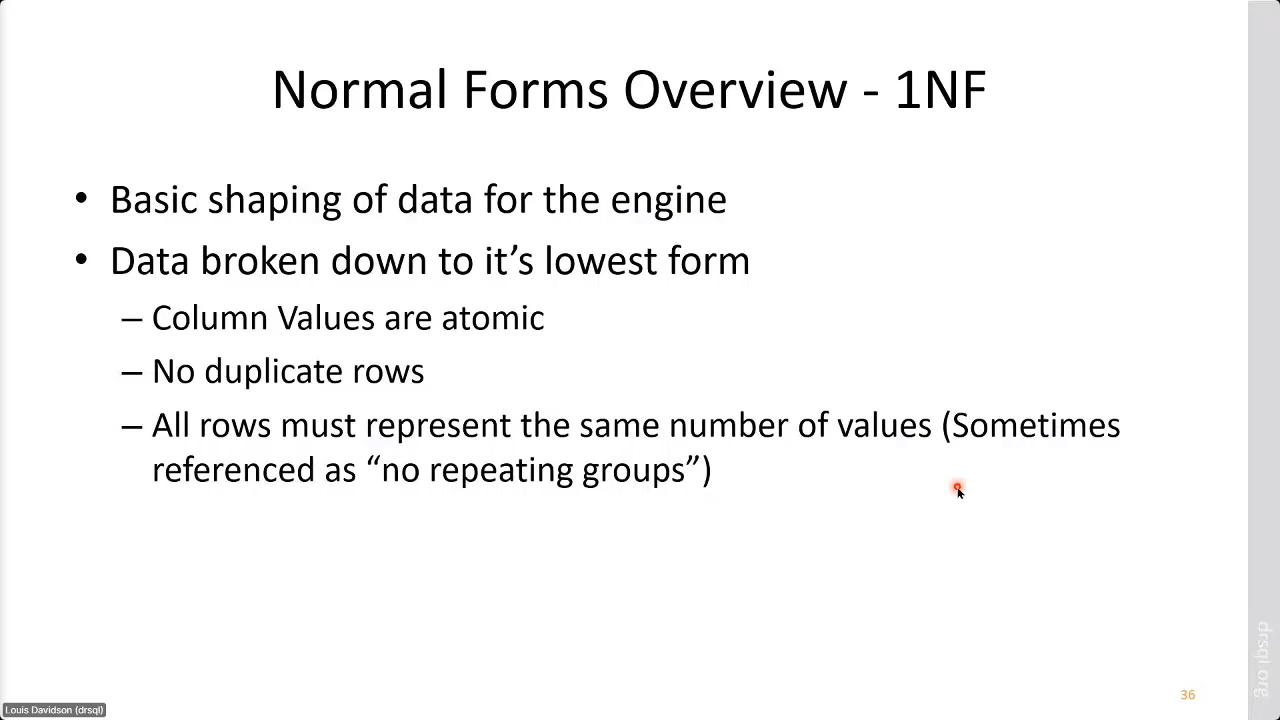 Normal Forms Overview - 1NF
• Basic shaping of data for the engine
• Data broken down to it’s lowest form
– Column Values are atomic
– No duplicate rows
– All rows must represent the same number of values (Sometimes
referenced as “no repeating groups”)
drsql.org
36
Louis Davidson (drsql)